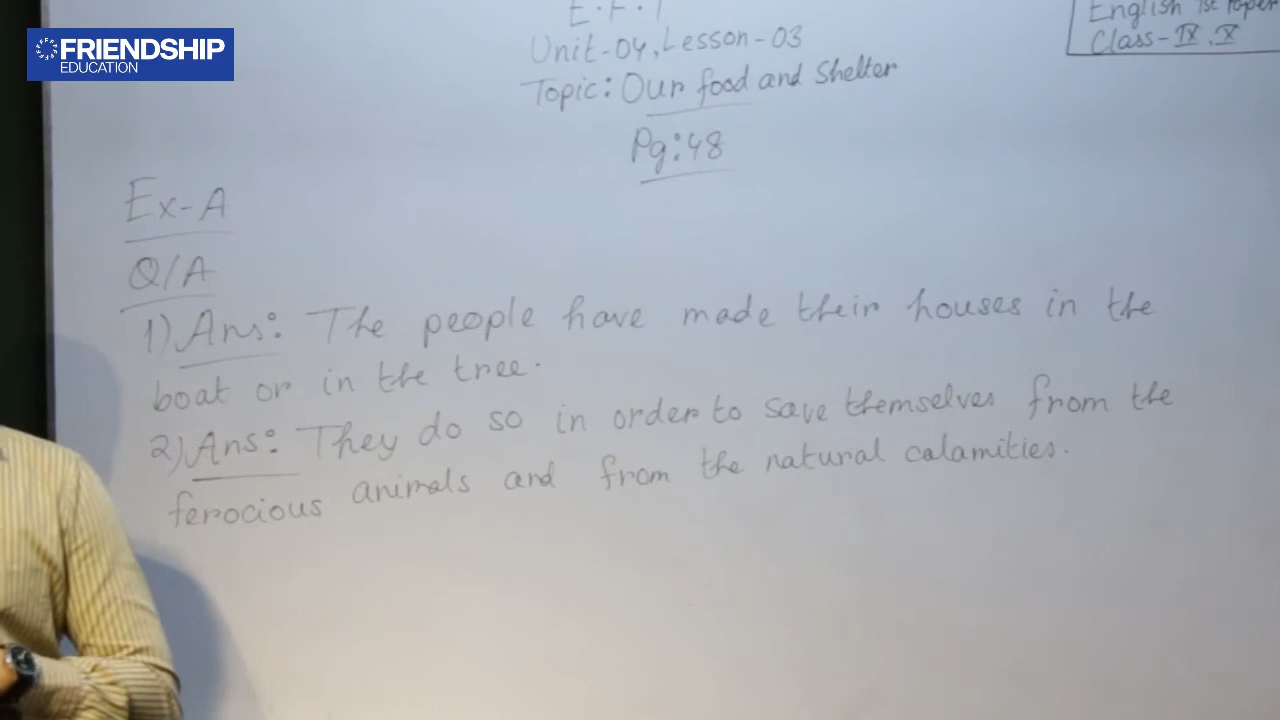 FRIENDSHIP
EDUCATION
E.F.T
English 1st Paper
Class-IX,X
Unit-04,Lesson-03
Topic: Our food and Shelter
Pg:48
Ex-A
Q/A
1) Ans: The people have made their houses in the
boat or in the tree.
2) Ans: They do so in order to save themselves from the
ferocious animals and from the natural calamities.